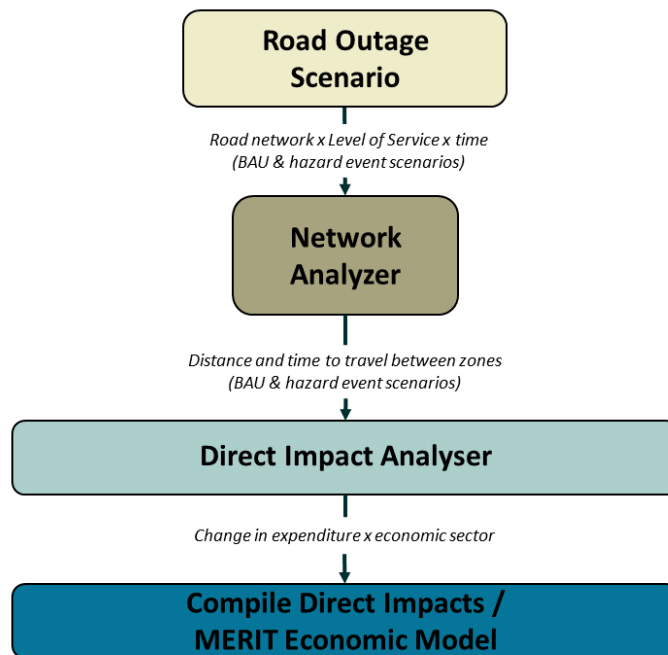 Road Outage
Scenario
Road network x Level of Service x time
(BAU & hazard event scenarios)
Network
Analyzer
Distance and time to travel between zones
(BAU & hazard event scenarios)
Direct Impact Analyser
Change in expenditure x economic sector
Compile Direct Impacts /
MERIT Economic Model